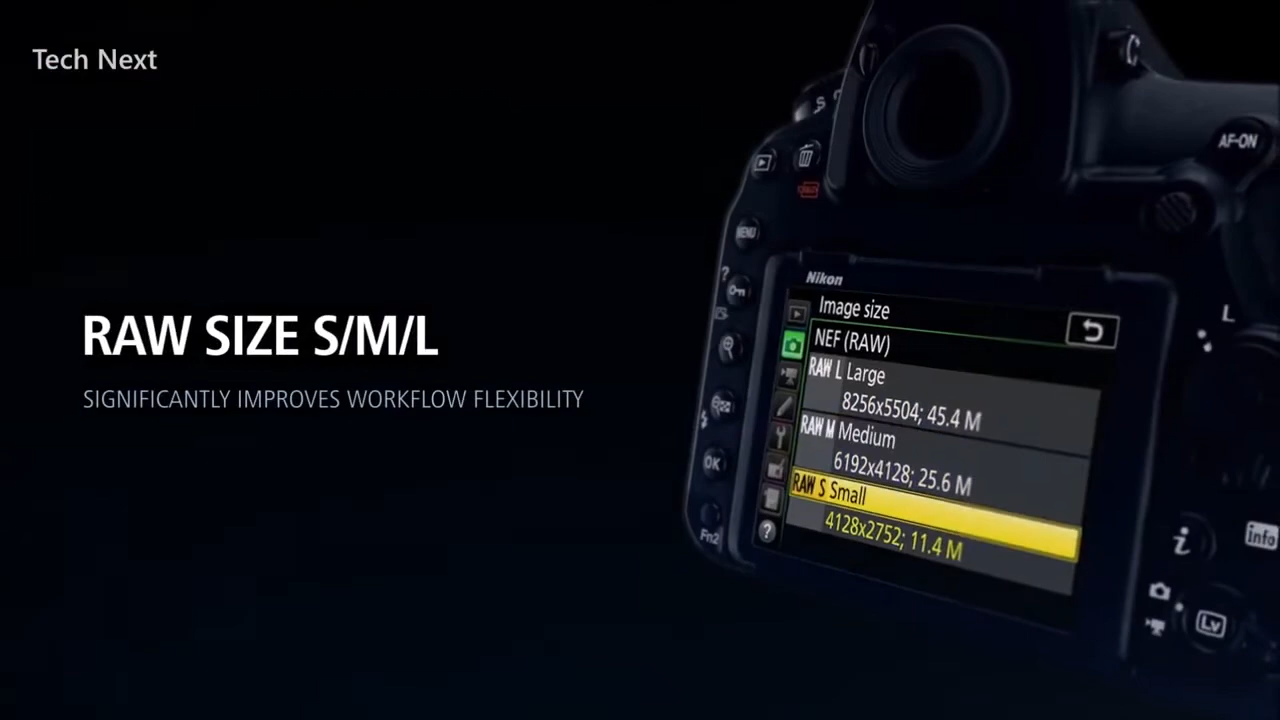 Tech Next
RAW SIZE S/M/L
SIGNIFICANTLY IMPROVES WORKFLOW FLEXIBILITY
AF-ON
MENU
Nikon
Image size
NEF (RAW)
RAW L Large
8256x5504; 45.4 M
RAW M Medium
6192x4128; 25.6 M
RAW S Small
4128x2752; 11.4 M
?
?
L
OK
Fn2
i
info
Lv
S